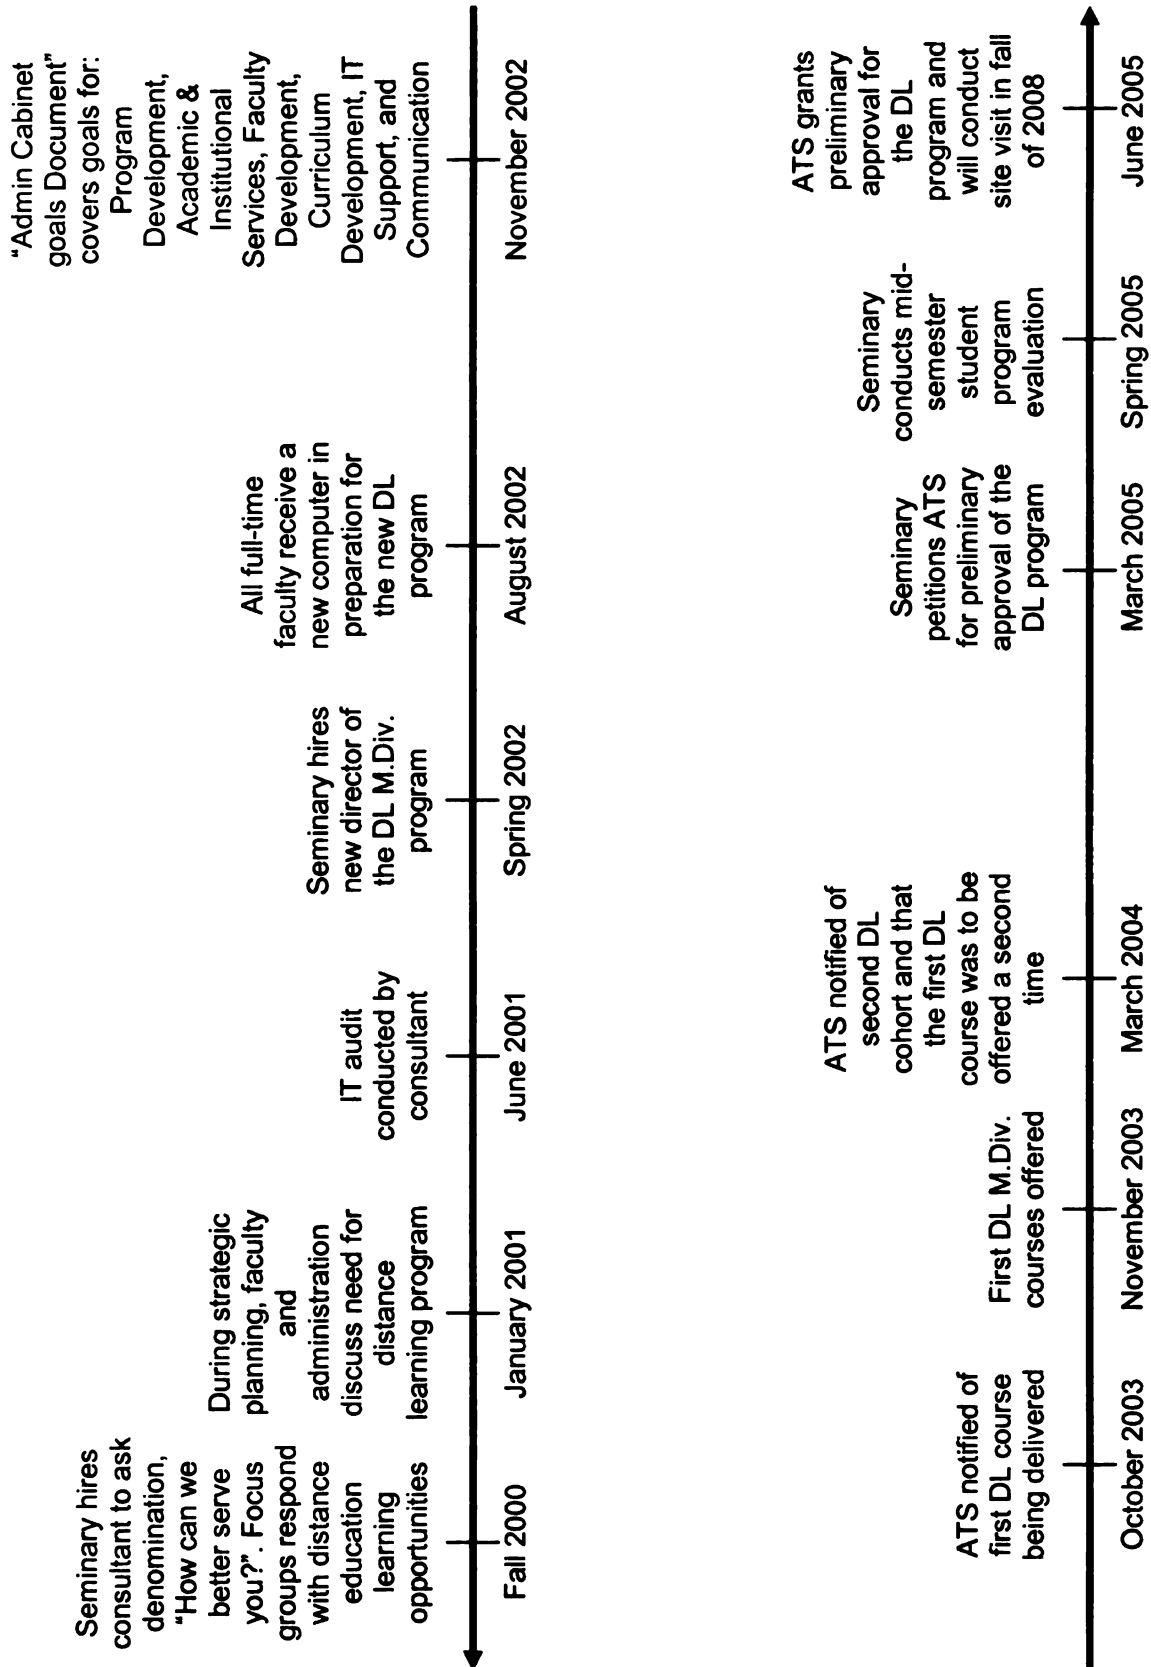 Seminary hires
consultant to ask
denomination,
"How can we
better serve
you?". Focus
groups respond
with distance
education
learning
opportunities
Fall 2000
During strategic
planning, faculty
and
administration
discuss need for
distance
learning program
January 2001
IT audit
conducted by
consultant
June 2001
Seminary hires
new director of
the DL M.Div.
program
Spring 2002
All full-time
faculty receive a
new computer in
preparation for
the new DL
program
August 2002
"Admin Cabinet
goals Document"
covers goals for:
Program
Development,
Academic &
Institutional
Services, Faculty
Development,
Curriculum
Development, IT
Support, and
Communication
November 2002
ATS notified of
first DL course
being delivered
October 2003
First DL M.Div.
courses offered
November 2003
ATS notified of
second DL
cohort and that
the first DL
course was to be
offered a second
time
March 2004
Seminary
petitions ATS
for preliminary
approval of the
DL program
March 2005
Seminary
conducts mid-
semester
student
program
evaluation
Spring 2005
ATS grants
preliminary
approval for
the DL
program and
will conduct
site visit in fall
of 2008
June 2005